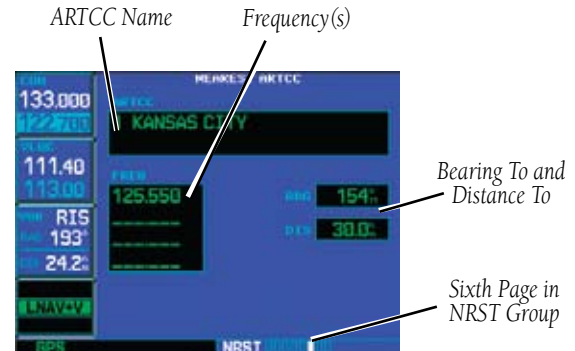 ARTCC Name
Frequency(s)
NEAREST ARTCC
COM
133.000
122.700
ARTCC
KANSAS CITY
VLOC
111.40
113.00
FREQ
125.550
BRG 154°
DIS 30.0
Bearing To and
Distance To
RIS
193°
24.2
LNAV+V
GPS
NRST
Sixth Page in
NRST Group